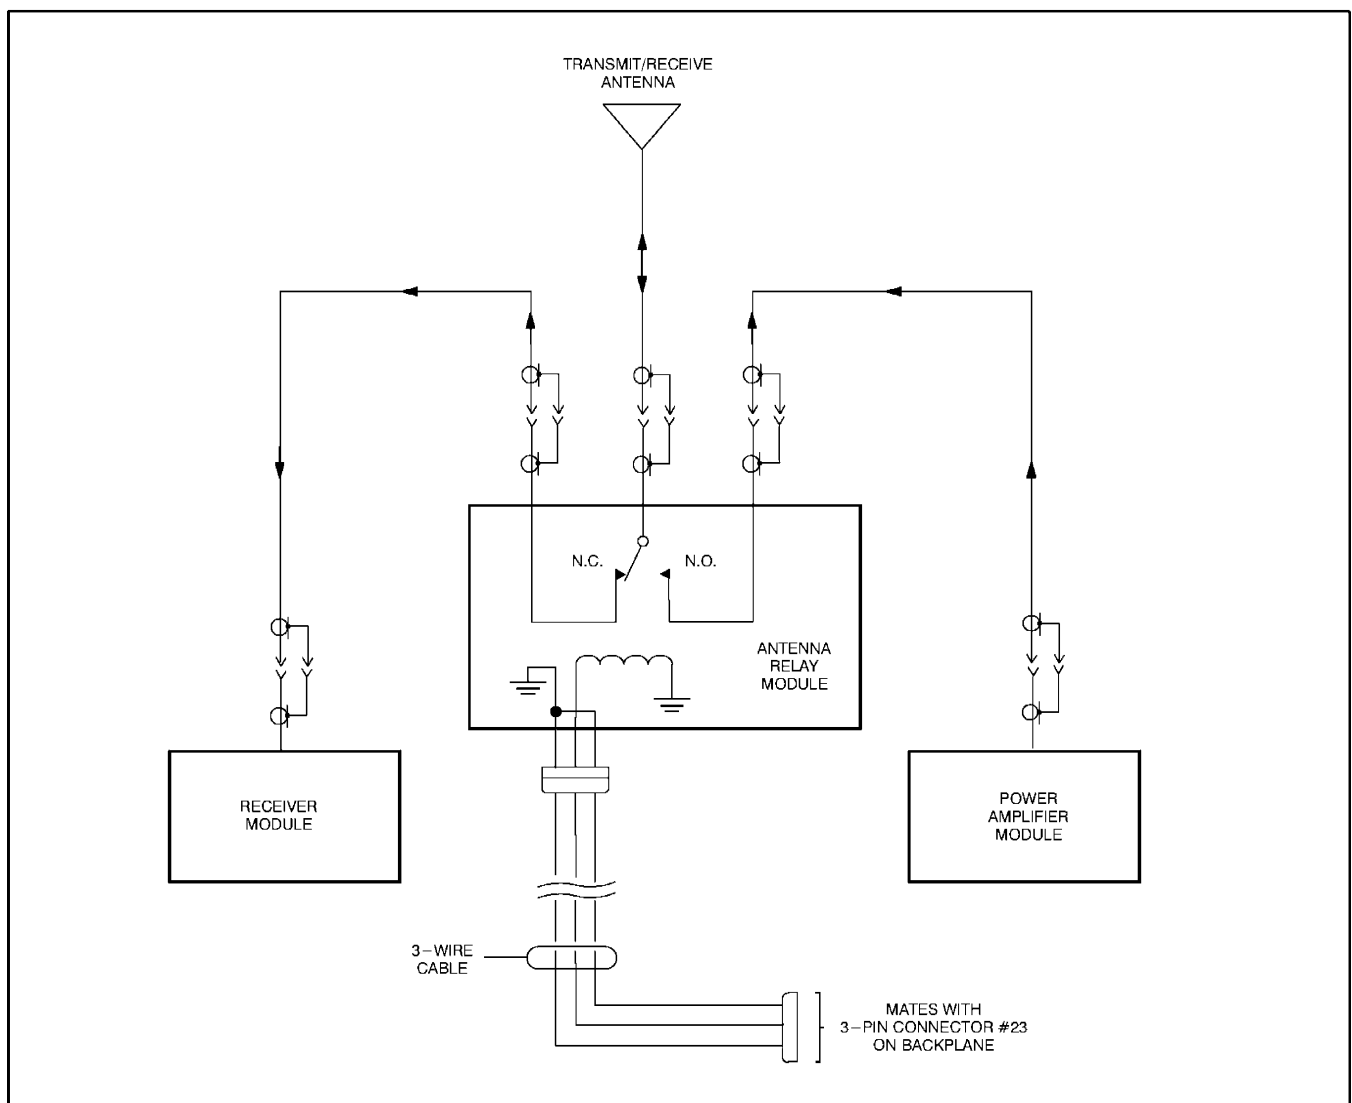 TRANSMIT/RECEIVE
ANTENNA
N.C.
N.O.
ANTENNA
RELAY
MODULE
RECEIVER
MODULE
POWER
AMPLIFIER
MODULE
3–WIRE
CABLE
MATES WITH
3–PIN CONNECTOR #23
ON BACKPLANE